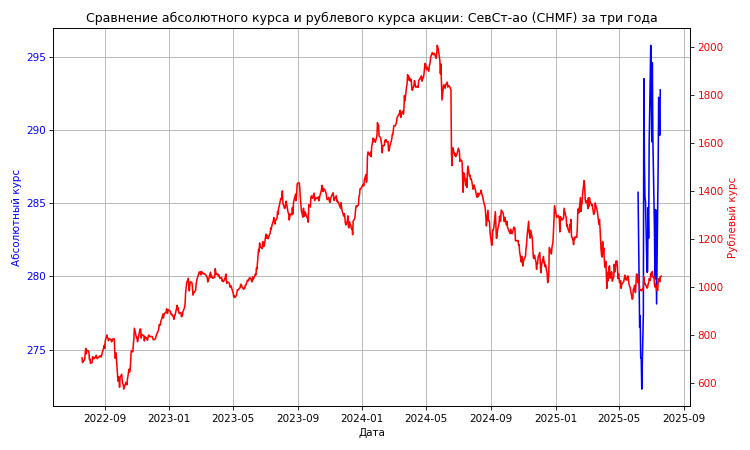 Сравнение абсолютного курса и рублевого курса акции: СевСт-ао (CHMF) за три года
Абсолютный курс
295
290
285
280
275
2000
1800
1600
1400
1200
1000
800
600
Рублевый курс
2022-09 2023-01 2023-05 2023-09 2024-01 2024-05 2024-09 2025-01 2025-05 2025-09
Дата